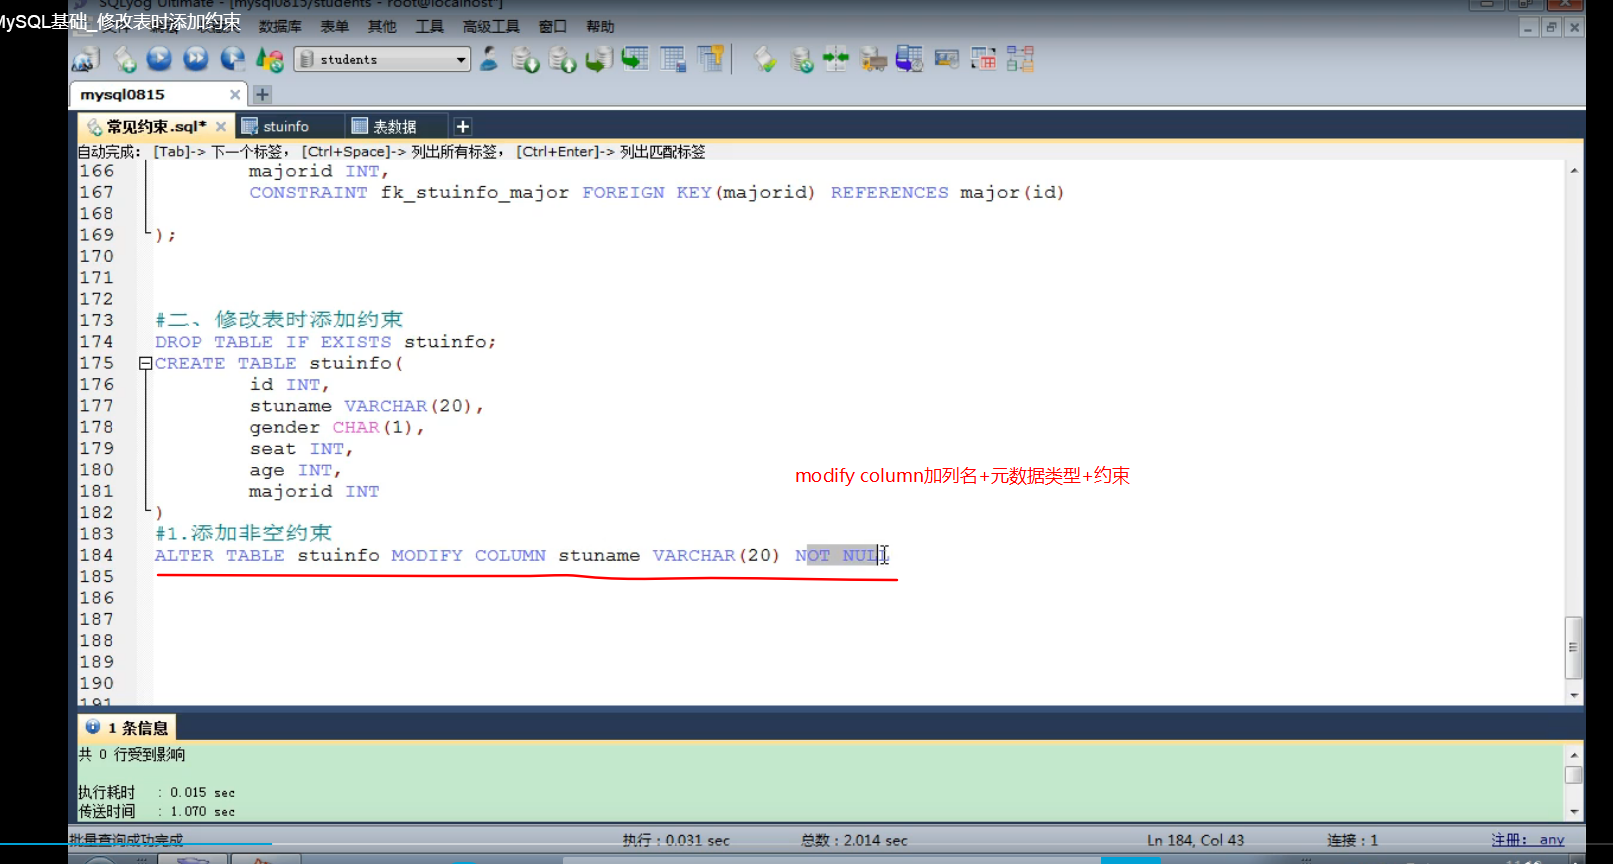 SQLyog Ultimate - [mysql0815/students - root@localhost*]
MySQL基础_修改表时添加约束
数据库 表单 其他 工具 高级工具 窗口 帮助
students
mysql0815
常见约束.sql* stuinfo 表数据
自动完成: [Tab]-> 下一个标签, [Ctrl+Space]-> 列出所有标签, [Ctrl+Enter]-> 列出匹配标签
166 majorid INT,
167 CONSTRAINT fk_stuinfo_major FOREIGN KEY(majorid) REFERENCES major(id)
168
169 );
170
171
172
173 #二、修改表时添加约束
174 DROP TABLE IF EXISTS stuinfo;
175 CREATE TABLE stuinfo(
176 id INT,
177 stuname VARCHAR(20),
178 gender CHAR(1),
179 seat INT,
180 age INT,
modify column加列名+元数据类型+约束
181 majorid INT
182 )
183 #1.添加非空约束
184 ALTER TABLE stuinfo MODIFY COLUMN stuname VARCHAR(20) NOT NULL
185
186
187
188
189
190
191
1 条信息
共 0 行受到影响
执行耗时 : 0.015 sec
传送时间 : 1.070 sec
批量查询成功完成 执行：0.031 sec 总数：2.014 sec Ln 184, Col 43 连接：1 注册： any